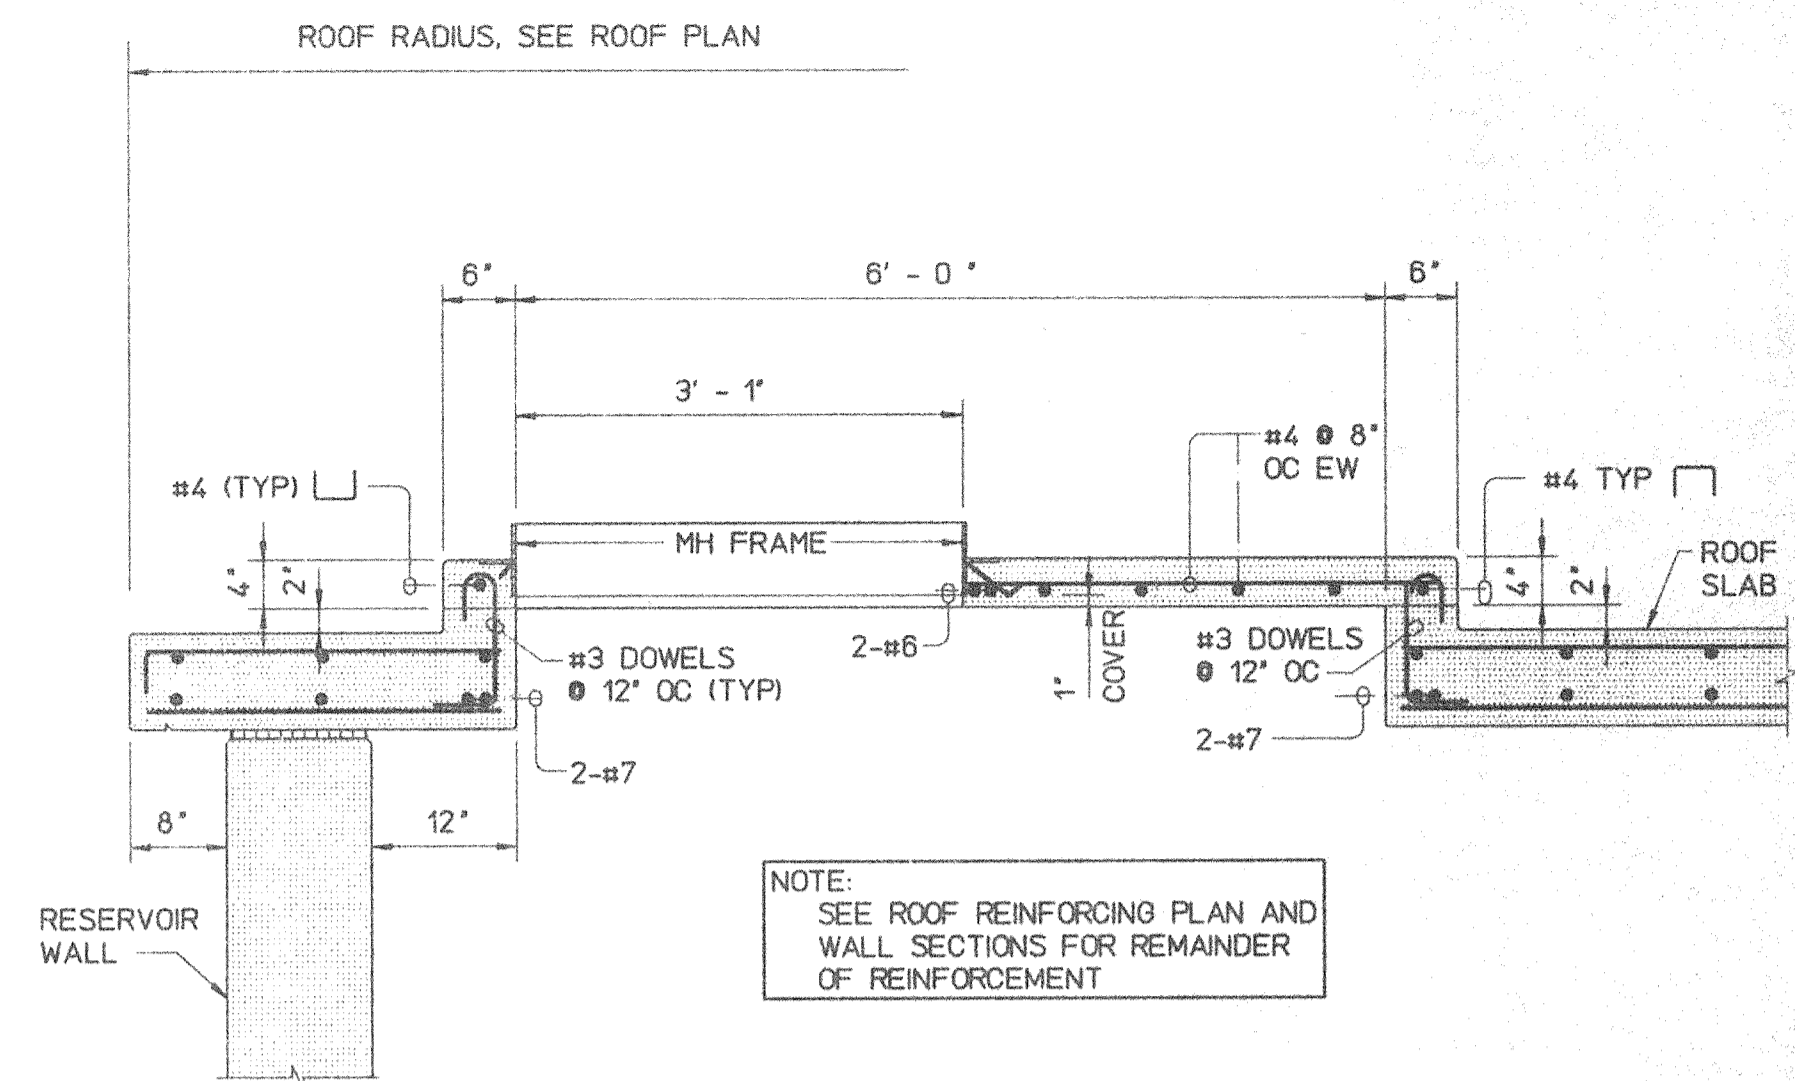 ROOF RADIUS, SEE ROOF PLAN
6"
6' - 0 "
6"
3' - 1"
#4 @ 8"
OC EW
#4 (TYP)
#4 TYP
MH FRAME
ROOF
SLAB
4"
2"
4"
2"
#3 DOWELS
@ 12" OC (TYP)
2-#6
1"
COVER
#3 DOWELS
@ 12" OC
2-#7
2-#7
8"
12"
RESERVOIR
WALL
NOTE:
SEE ROOF REINFORCING PLAN AND
WALL SECTIONS FOR REMAINDER
OF REINFORCEMENT